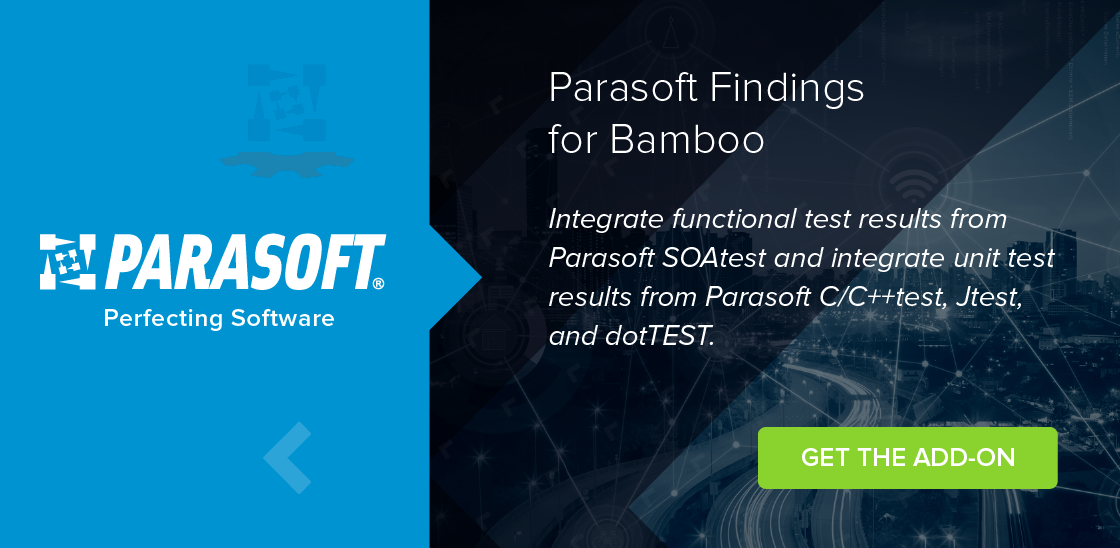 PARASOFT®
Perfecting Software
Parasoft Findings
for Bamboo
Integrate functional test results from
Parasoft SOAtest and integrate unit test
results from Parasoft C/C++test, Jtest,
and dotTEST.
GET THE ADD-ON